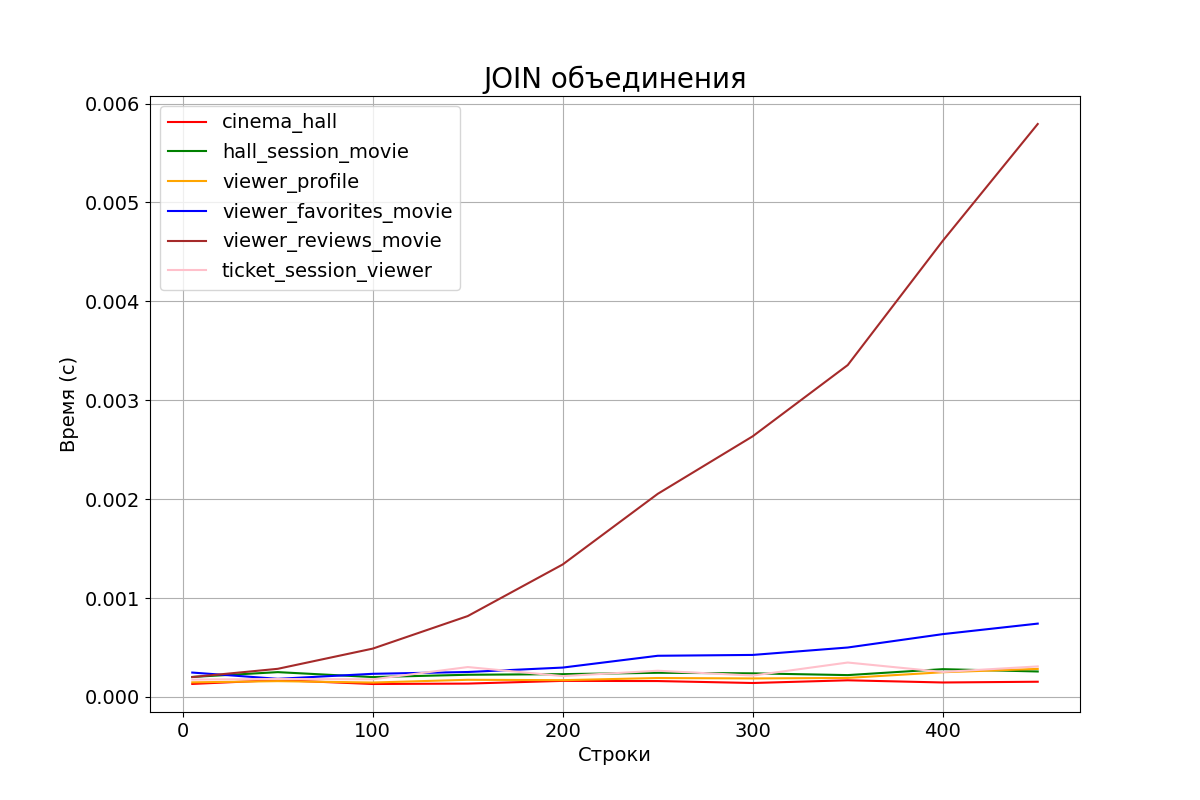 JOIN объединения
0.006
0.005
0.004
0.003
0.002
0.001
0.000
Время (с)
cinema_hall
hall_session_movie
viewer_profile
viewer_favorites_movie
viewer_reviews_movie
ticket_session_viewer
0 100 200 300 400
Строки